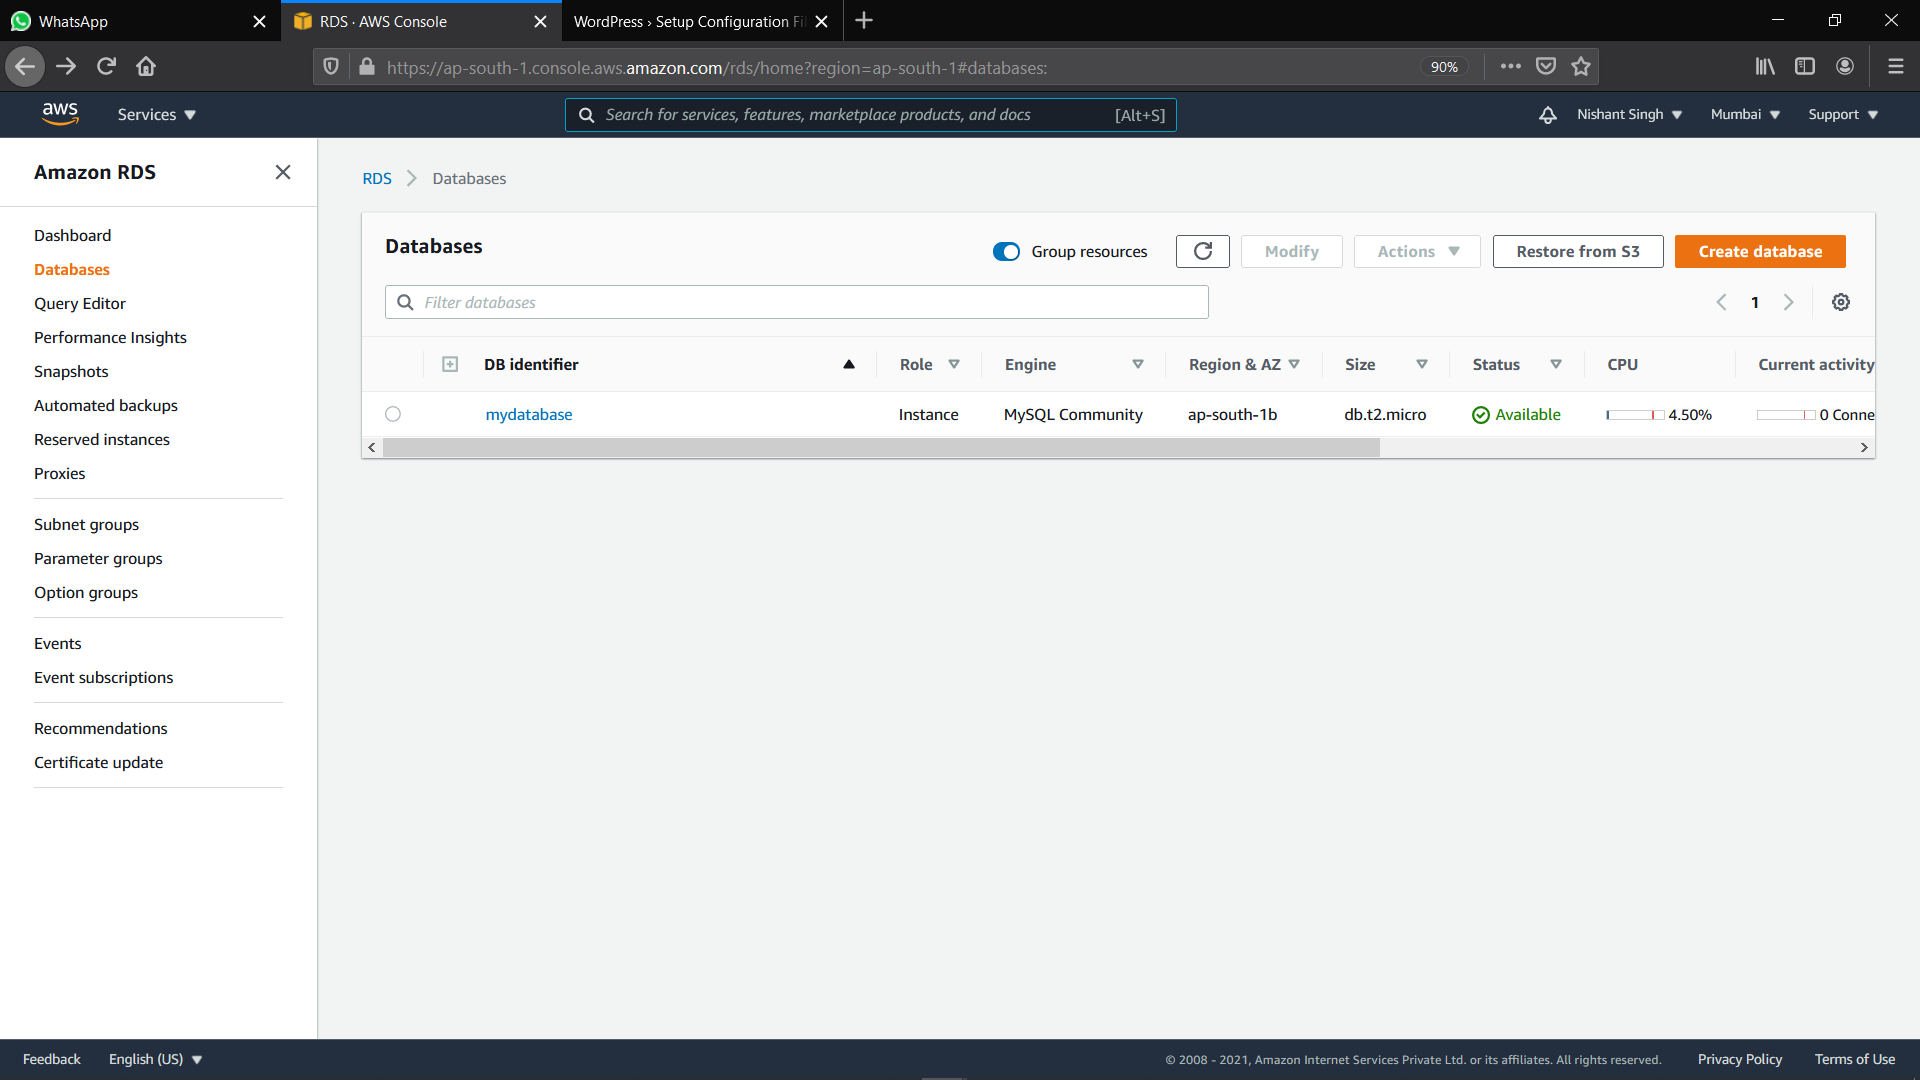 WhatsApp
RDS · AWS Console
WordPress › Setup Configuration Fi
https://ap-south-1.console.aws.amazon.com/rds/home?region=ap-south-1#databases:
90%
aws
Services
Search for services, features, marketplace products, and docs [Alt+S]
Nishant Singh
Mumbai
Support
Amazon RDS
Dashboard
Databases
Query Editor
Performance Insights
Snapshots
Automated backups
Reserved instances
Proxies
Subnet groups
Parameter groups
Option groups
Events
Event subscriptions
Recommendations
Certificate update
RDS Databases
Databases
Group resources
Modify
Actions
Restore from S3
Create database
Filter databases
1
DB identifier Role Engine Region & AZ Size Status CPU Current activity
mydatabase Instance MySQL Community ap-south-1b db.t2.micro Available 4.50% 0 Conne
Feedback English (US)
© 2008 - 2021, Amazon Internet Services Private Ltd. or its affiliates. All rights reserved. Privacy Policy Terms of Use